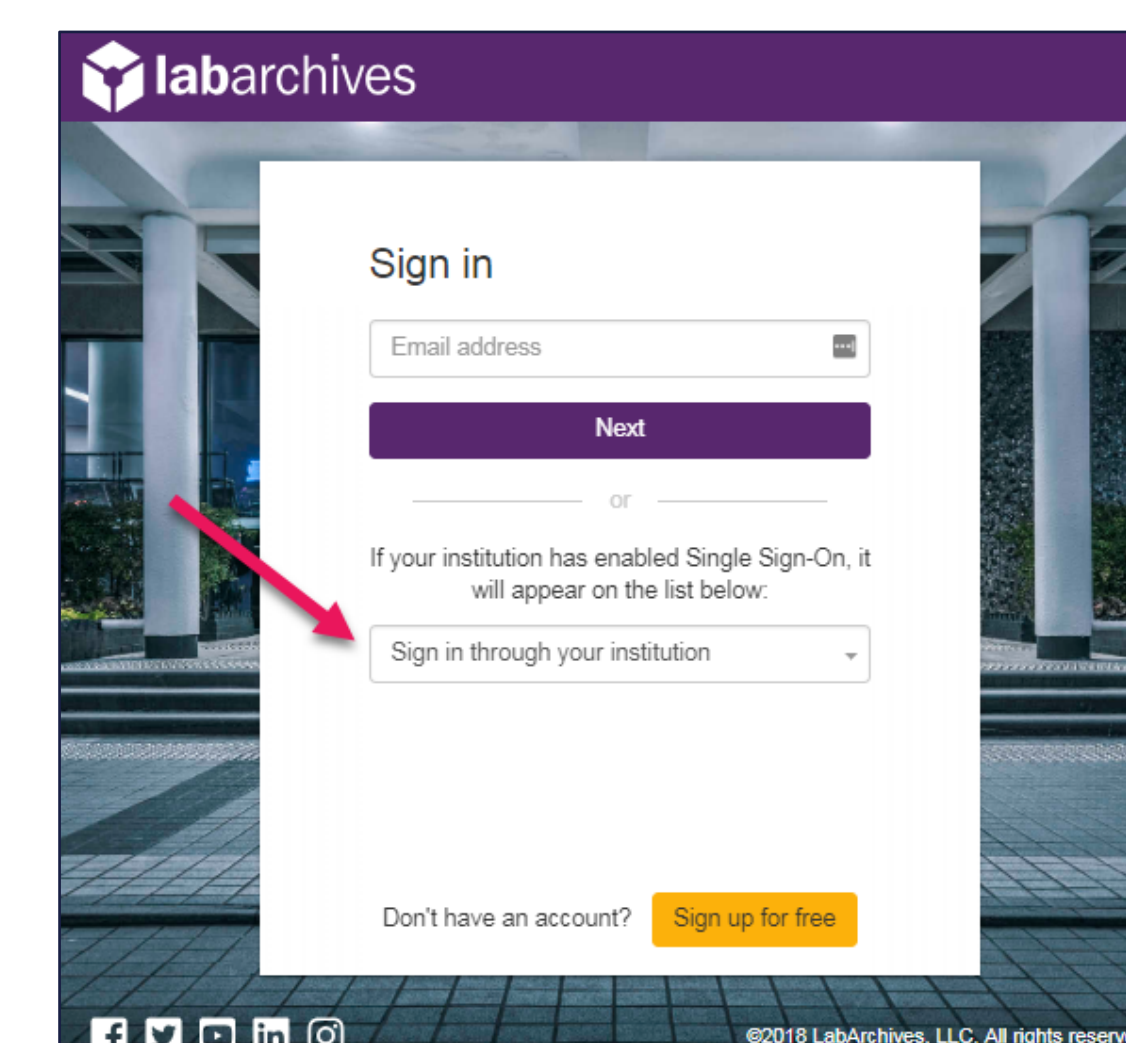 labarchives
Sign in
Email address
Next
or
If your institution has enabled Single Sign-On, it
will appear on the list below:
Sign in through your institution
Don't have an account? Sign up for free
©2018 LabArchives, LLC. All rights reserv